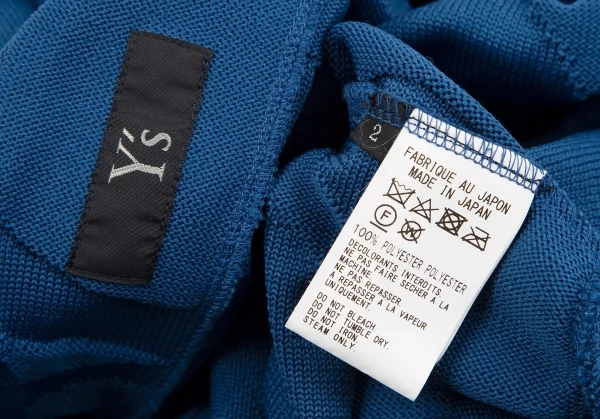 Y's
2
FABRIQUE AU JAPON
MADE IN JAPAN
100% POLYESTER POLYESTER
DECOLORANTS INTERDITS.
NE PAS FAIRE SECHER A LA
MACHINE.
NE PAS REPASSER
A REPASSER A LA VAPEUR
UNIQUEMENT.
DO NOT BLEACH
DO NOT TUMBLE DRY.
DO NOT IRON.
STEAM ONLY.